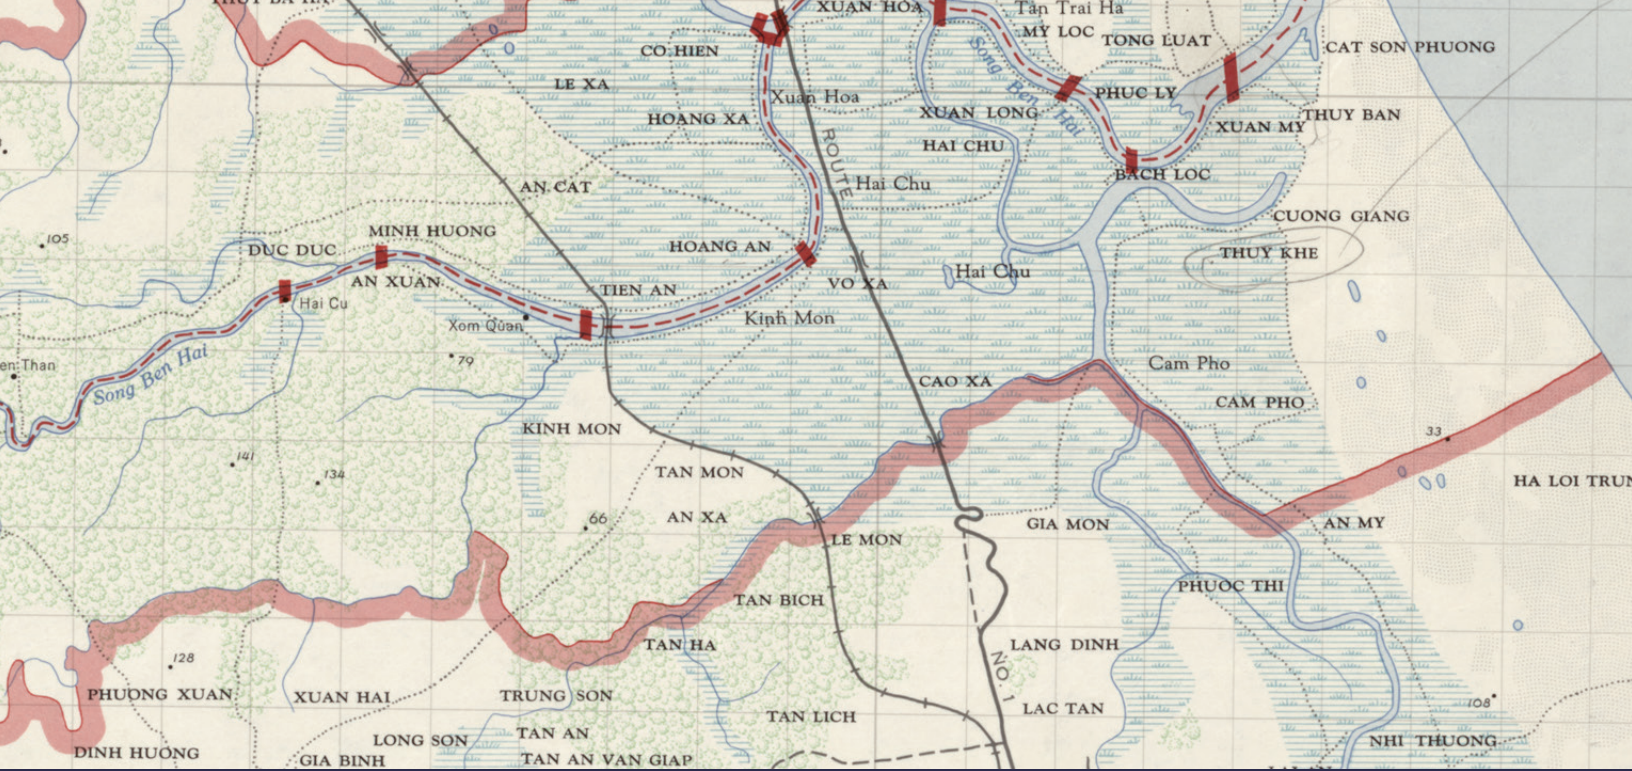 XUAN HOA
Tan Trai Ha
MY LOC
TONG LUAT
CAT SON PHUONG
CO HIEN
LE XA
Song Ben Hai
PHUC LY
Xuan Hoa
HOANG XA
XUAN LONG
THUY BAN
XUAN MY
HAI CHU
ROUTE
BACH LOC
AN CAT
Hai Chu
CUONG GIANG
MINH HUONG
105
DUC DUC
HOANG AN
THUY KHE
Hai Chu
AN XUAN
VO XA
TIEN AN
Hai Cu
Kinh Mon
Xom Quan
79
Song Ben Hai
Cam Pho
CAO XA
CAM PHO
KINH MON
33
141
134
TAN MON
HA LOI TRUN
66
AN XA
GIA MON
AN MY
LE MON
PHUOC THI
TAN BICH
TAN HA
LANG DINH
128
NO. 1
PHUONG XUAN
XUAN HAI
TRUNG SON
108
LAC TAN
TAN LICH
LONG SON
TAN AN
NHI THUONG
DINH HUONG
GIA BINH
TAN AN VAN GIAP